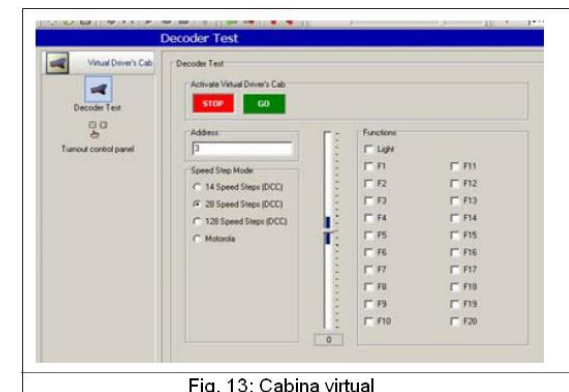 Decoder Test
Virtual Driver's Cab
Decoder Test
Turnout control panel
Decoder Test
Activate Virtual Driver's Cab
STOP GO
Address
3
Speed Step Mode
14 Speed Steps (DCC)
28 Speed Steps (DCC)
128 Speed Steps (DCC)
Motorola
0
Functions
Light
F1 F11
F2 F12
F3 F13
F4 F14
F5 F15
F6 F16
F7 F17
F8 F18
F9 F19
F10 F20
Fig. 13: Cabina virtual